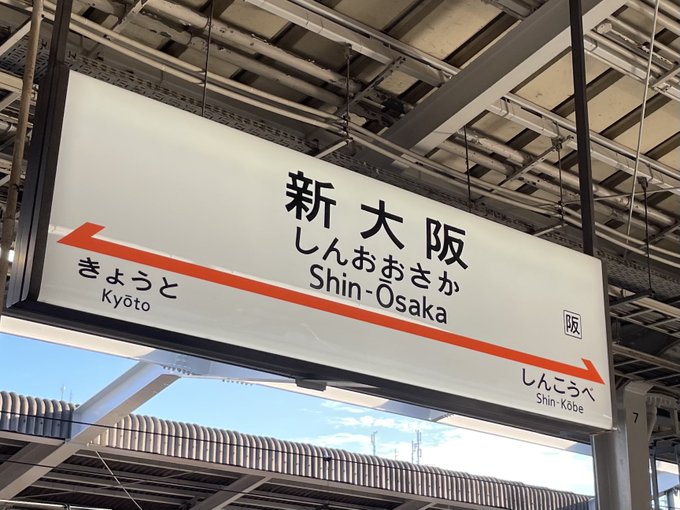 新大阪
しんおおさか
Shin-Ōsaka
きょうと
Kyōto
阪
しんこうべ
Shin-Kōbe
7